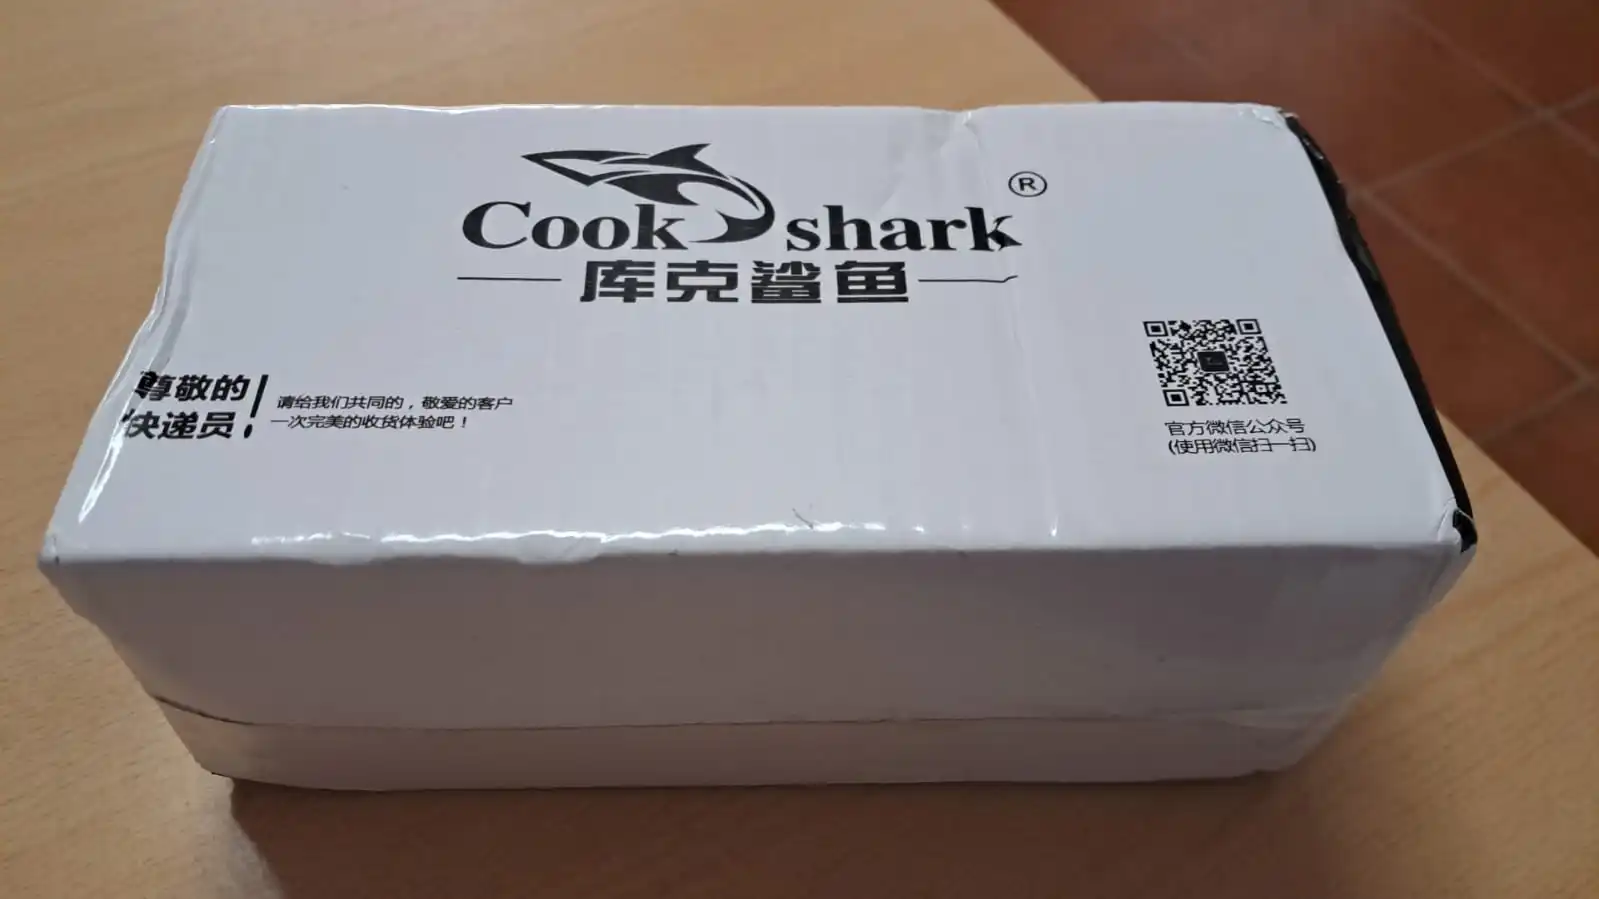 Cook shark ®
库克鲨鱼
尊敬的
快递员：
请给我们共同的，敬爱的客户
一次完美的收货体验吧！
官方微信公众号
(使用微信扫一扫)